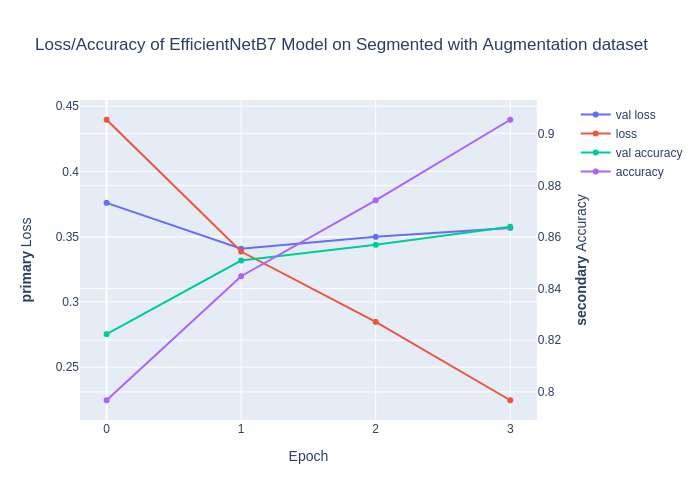 Loss/Accuracy of EfficientNetB7 Model on Segmented with Augmentation dataset
val loss
loss
val accuracy
accuracy
primary Loss
0.45
0.4
0.35
0.3
0.25
0.9
0.88
0.86
0.84
0.82
0.8
secondary Accuracy
0 1 2 3
Epoch